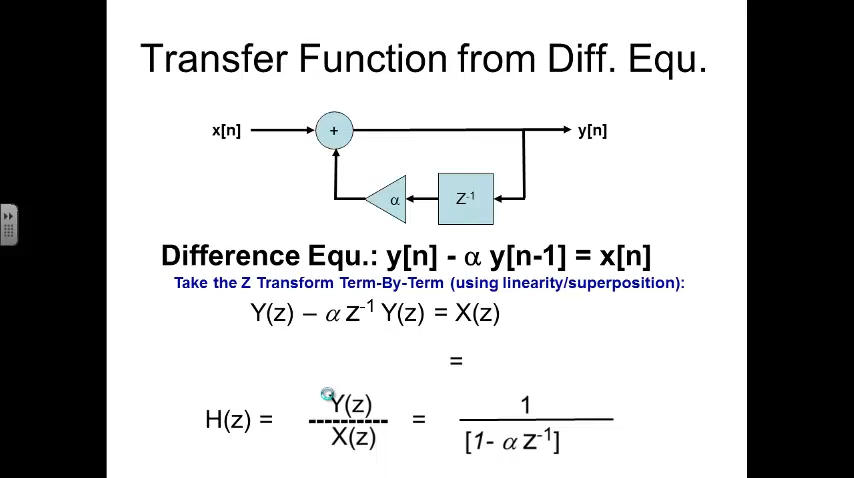 Transfer Function from Diff. Equ.
x[n] + y[n]
α Z-1
Difference Equ.: y[n] - α y[n-1] = x[n]
Take the Z Transform Term-By-Term (using linearity/superposition):
Y(z) – α z-1 Y(z) = X(z)
=
H(z) = Y(z) = 1
---------- 
X(z) [1- α z-1]